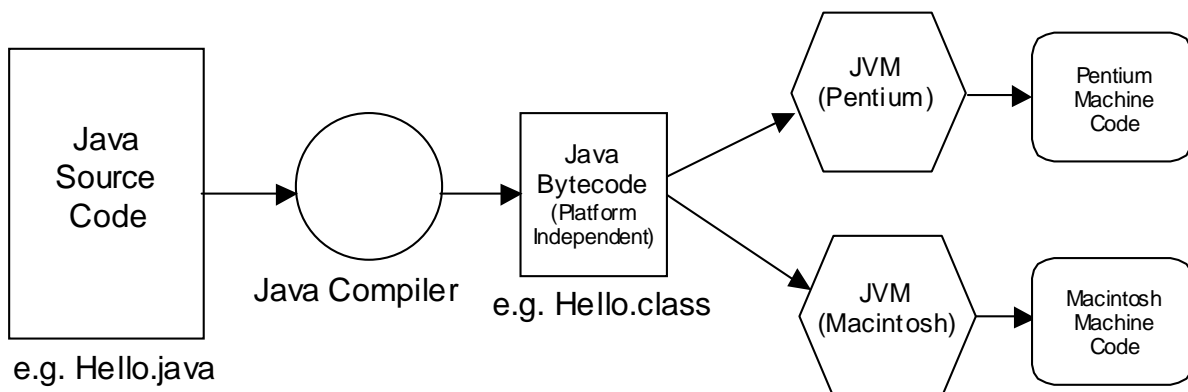 Java
Source
Code
e.g. Hello.java
Java Compiler
Java
Bytecode
(Platform
Independent)
e.g. Hello.class
JVM
(Pentium)
Pentium
Machine
Code
JVM
(Macintosh)
Macintosh
Machine
Code